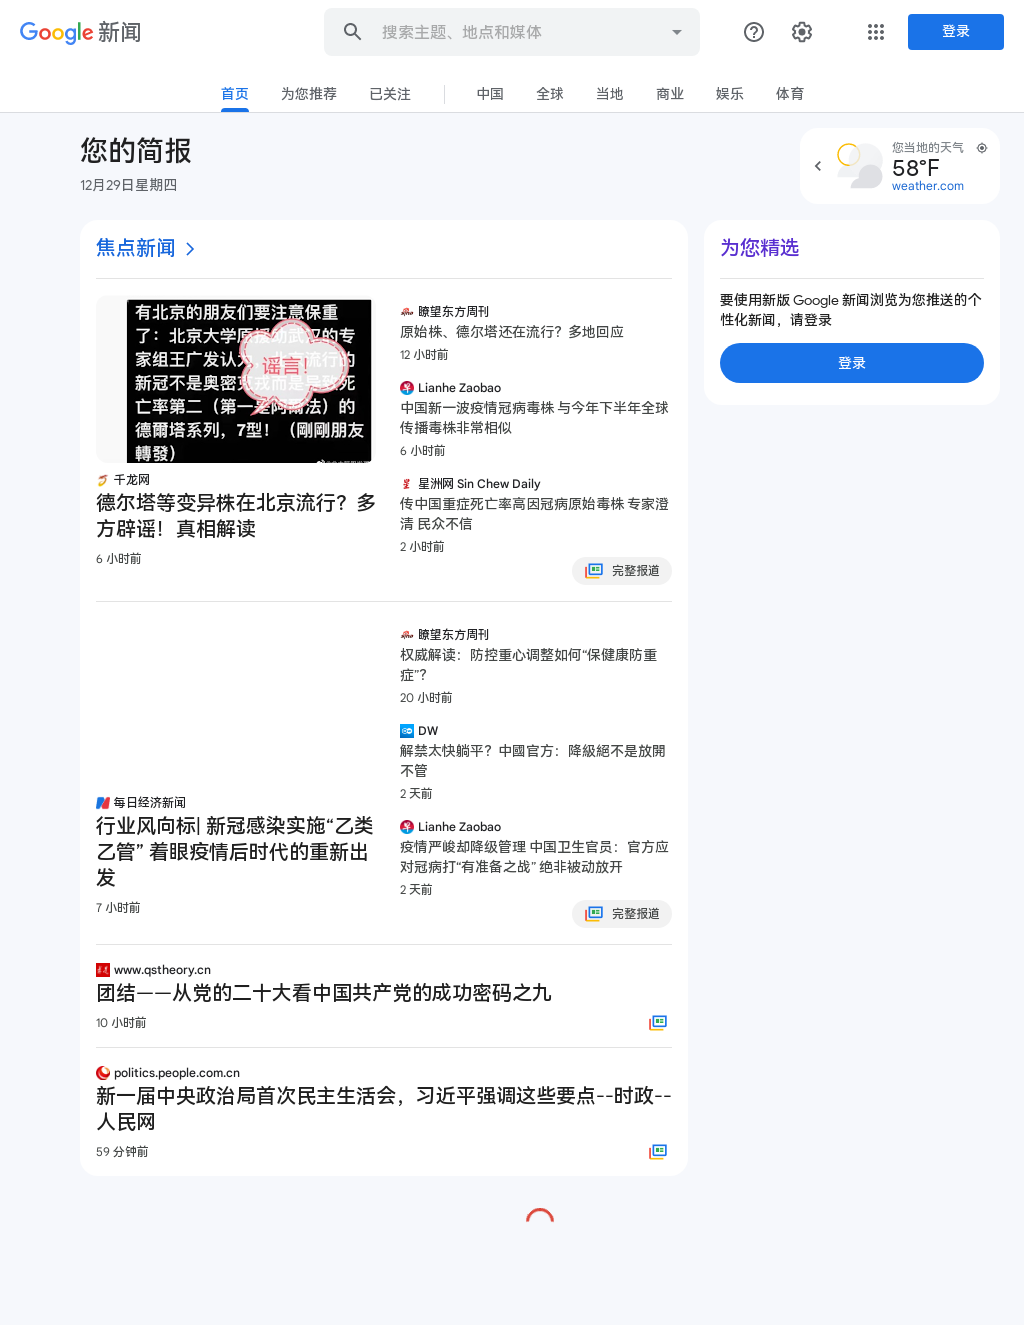 Google 新闻
搜索主题、地点和媒体
登录
首页
为您推荐
已关注
中国
全球
当地
商业
娱乐
体育
您的简报
12月29日星期四
您当地的天气
58°F
weather.com
焦点新闻
有北京的朋友们要注意保重
了：北京大学原援助武汉的专
家组王广发认
北京流行的
新冠不是奥密
戎而是导致死
亡率第二（第一是阿爾法）的
德爾塔系列，7型！（剛剛朋友
轉發）
谣言！
千龙网
德尔塔等变异株在北京流行？多
方辟谣！真相解读
6 小时前
瞭望东方周刊
原始株、德尔塔还在流行？多地回应
12 小时前
Lianhe Zaobao
中国新一波疫情冠病毒株 与今年下半年全球
传播毒株非常相似
6 小时前
星洲网 Sin Chew Daily
传中国重症死亡率高因冠病原始毒株 专家澄
清 民众不信
2 小时前
完整报道
每日经济新闻
行业风向标| 新冠感染实施“乙类
乙管” 着眼疫情后时代的重新出
发
7 小时前
瞭望东方周刊
权威解读：防控重心调整如何“保健康防重
症”？
20 小时前
DW
解禁太快躺平？中國官方：降級絕不是放開
不管
2 天前
Lianhe Zaobao
疫情严峻却降级管理 中国卫生官员：官方应
对冠病打“有准备之战” 绝非被动放开
2 天前
完整报道
www.qstheory.cn
团结——从党的二十大看中国共产党的成功密码之九
10 小时前
politics.people.com.cn
新一届中央政治局首次民主生活会，习近平强调这些要点--时政--
人民网
59 分钟前
为您精选
要使用新版 Google 新闻浏览为您推送的个
性化新闻，请登录
登录